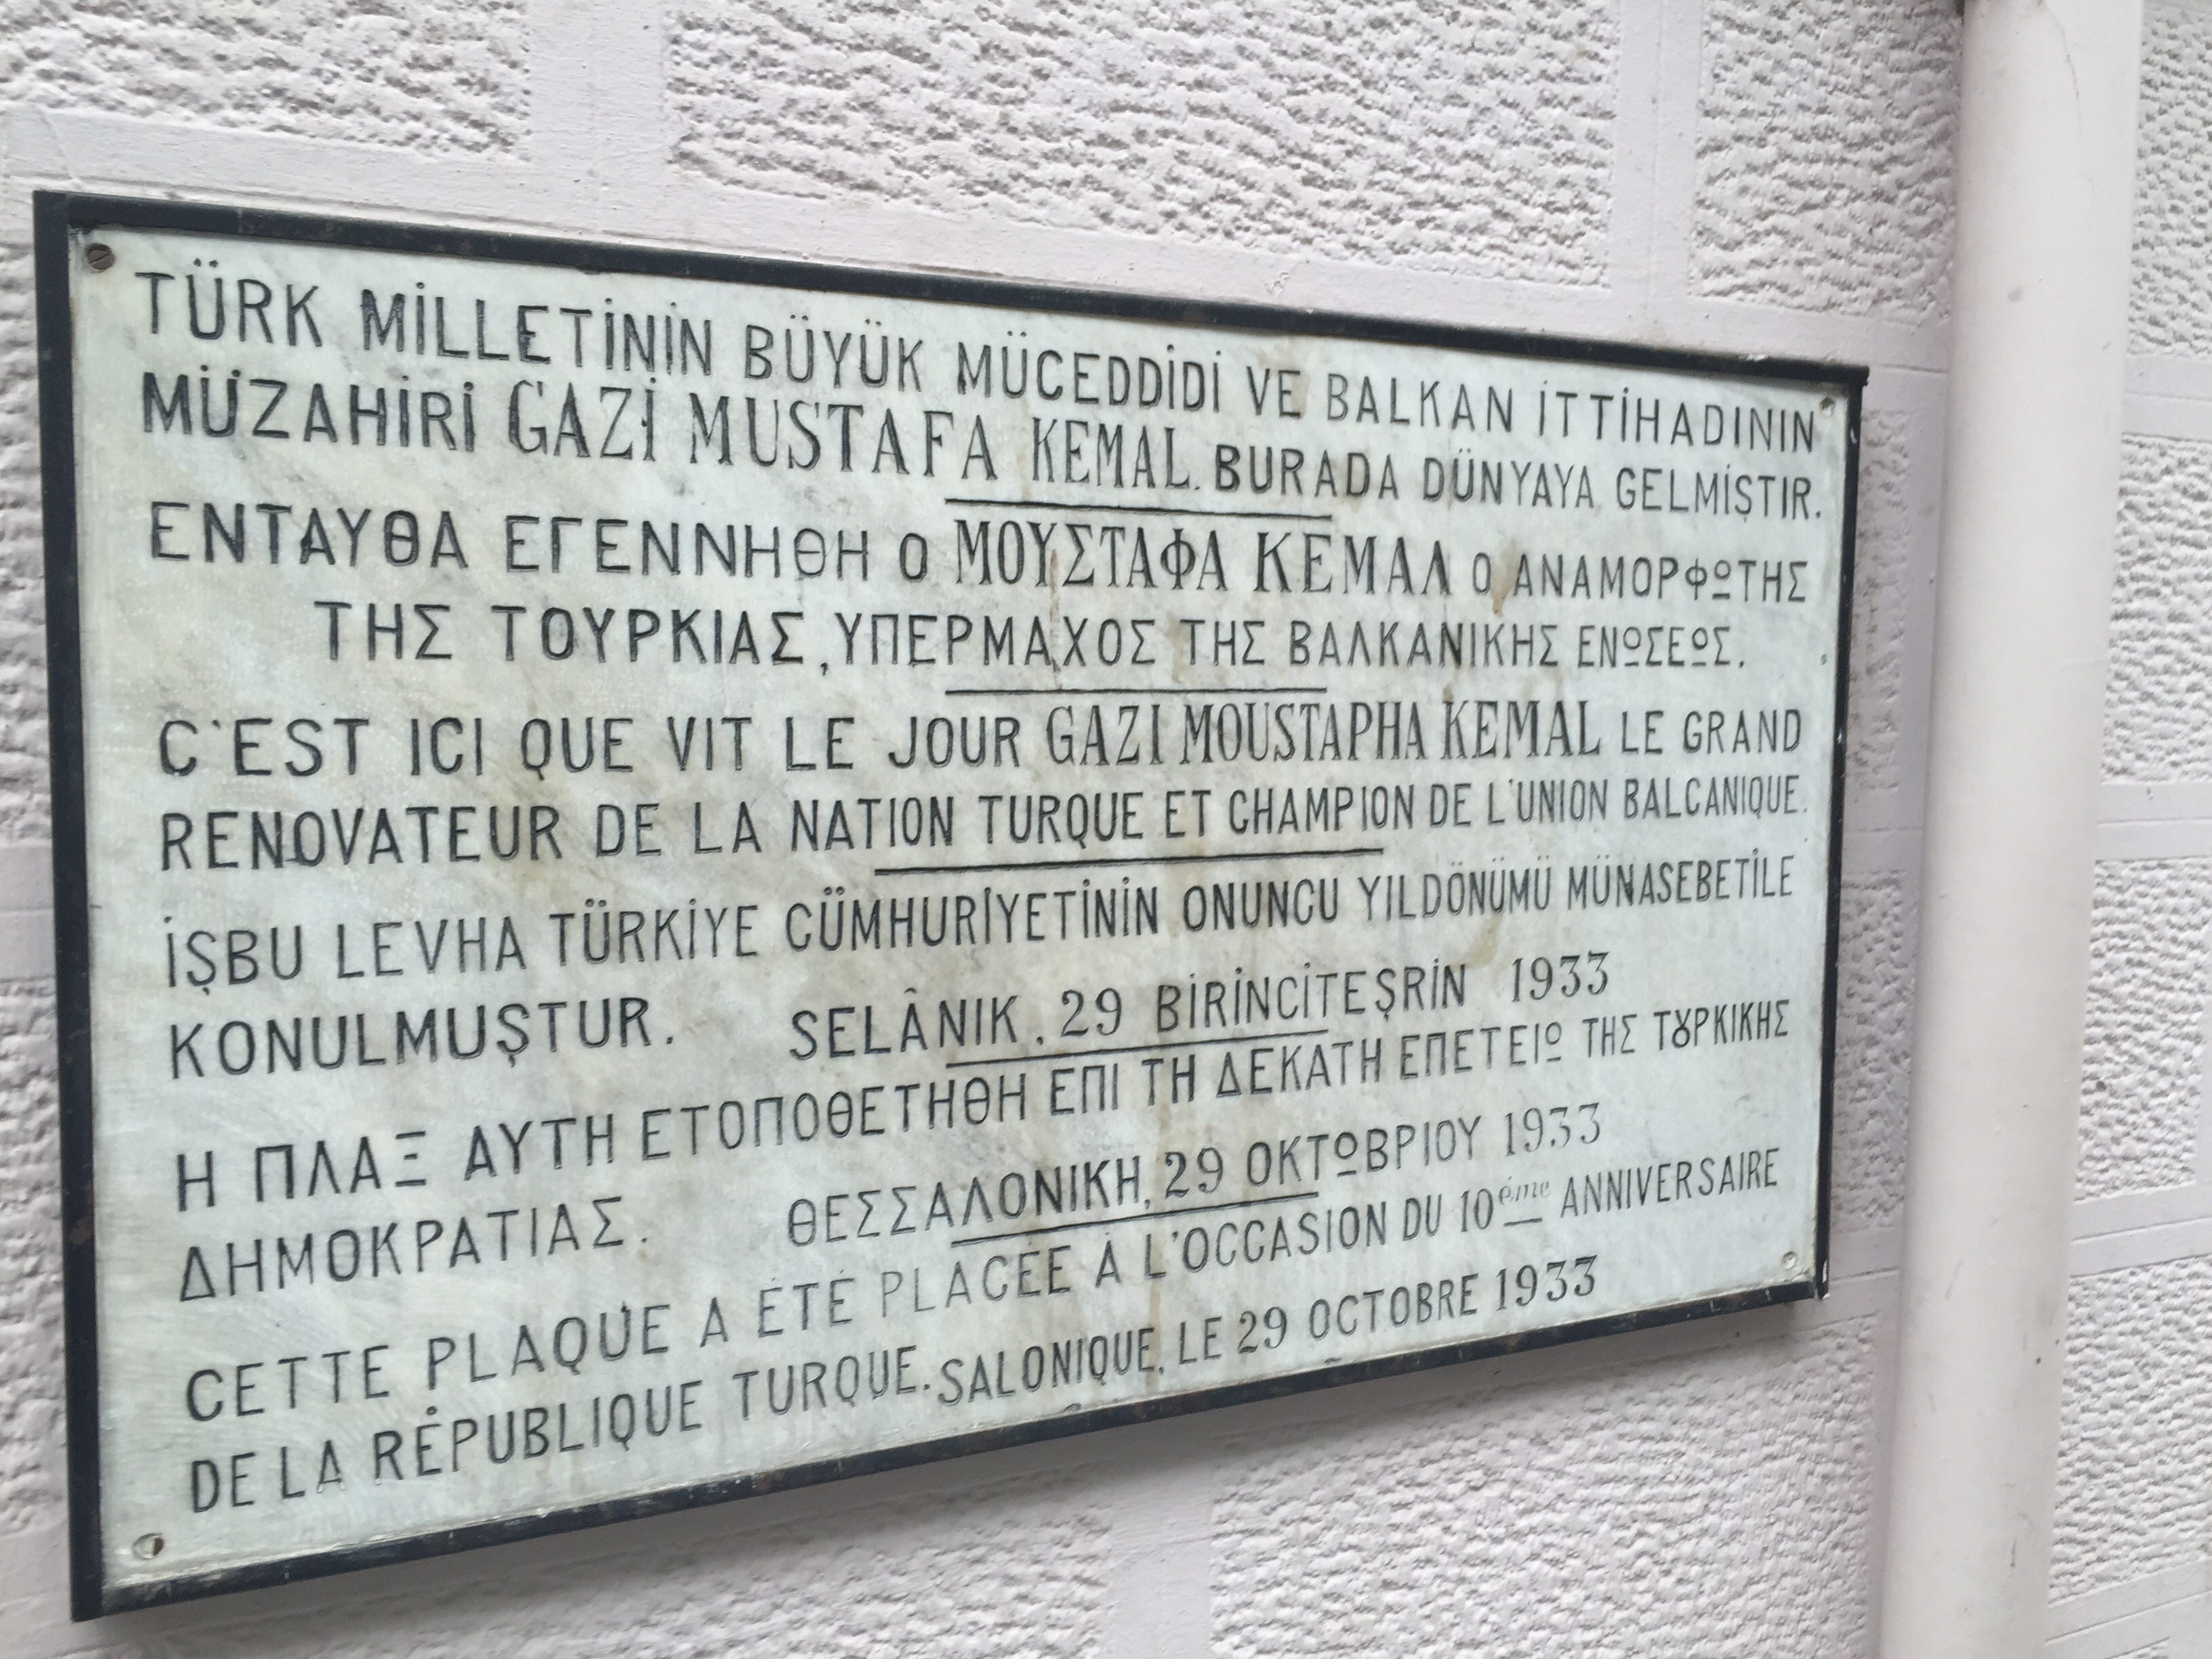 TÜRK MİLLETİNİN BÜYÜK MÜCEDDİDİ VE BALKAN İTTİHADININ
MÜZAHİRİ GAZİ MUSTAFA KEMAL. BURADA DÜNYAYA GELMİŞTIR.
ΕΝΤΑΥΘΑ ΕΓΕΝΝΗΘΗ Ο ΜΟΥΣΤΑΦΑ ΚΕΜΑΛ Ο ΑΝΑΜΟΡΦΩΤΗΣ
ΤΗΣ ΤΟΥΡΚΙΑΣ, ΥΠΕΡΜΑΧΟΣ ΤΗΣ ΒΑΛΚΑΝΙΚΗΣ ΕΝΩΣΕΩΣ.
C'EST ICI QUE VIT LE JOUR GAZI MOUSTAPHA KEMAL LE GRAND
RENOVATEUR DE LA NATION TURQUE ET CHAMPION DE L'UNION BALCANIQUE.
İŞBU LEVHA TÜRKİYE CÜMHURİYETİNİN ONUNCU YILDÖNÜMÜ MÜNASEBETİLE
KONULMUŞTUR. SELÂNIK, 29 BİRİNCİTEŞRİN 1933
Η ΠΛΑΞ ΑΥΤΗ ΕΤΟΠΟΘΕΤΗΘΗ ΕΠΙ ΤΗ ΔΕΚΑΤΗ ΕΠΕΤΕΙΩ ΤΗΣ ΤȣΡΚΙΚΗΣ
ΔΗΜΟΚΡΑΤΙΑΣ. ΘΕΣΣΑΛΟΝΙΚΗ, 29 ΟΚΤΩΒΡΙΟΥ 1933
CETTE PLAQUE A ÉTÉ PLACÉE À L'OCCASION DU 10ème ANNIVERSAIRE
DE LA RÉPUBLIQUE TURQUE. SALONIQUE, LE 29 OCTOBRE 1933